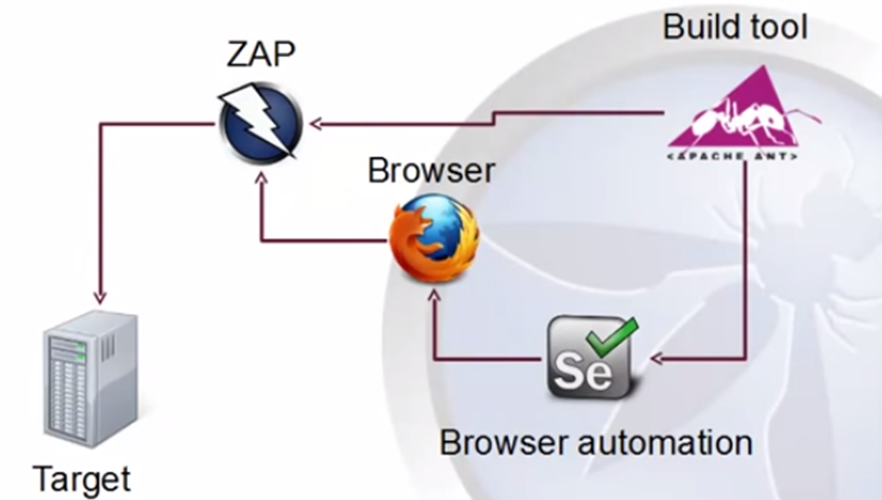 Build tool
ZAP
<APACHE ANT>
Browser
Se
Browser automation
Target